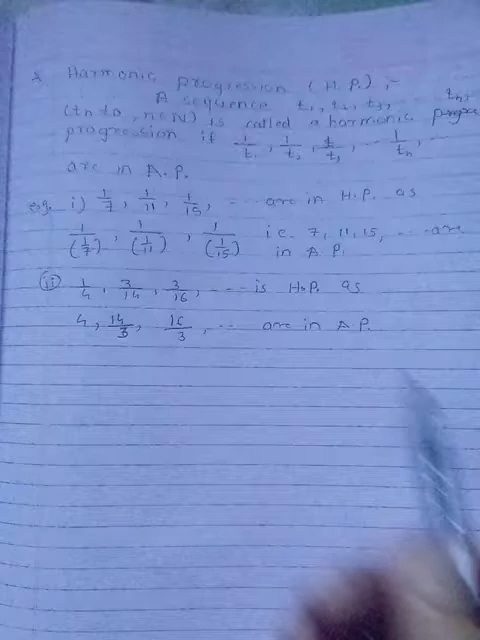 * Harmonic progression (H.P.) :-
A sequence t₁, t₂, t₃, tₙ,
(tₙ to, n∈N) is called a harmonic progre
progression if 1/t₁, 1/t₂, 1/t₃, ... 1/tₙ,
are in A.P.
eg. i) 1/7, 1/11, 1/15, .... are in H.P. as
1/(1/7), 1/(1/11), 1/(1/15) i.e. 7, 11, 15, .... are
in A.P.
(ii) 1/4, 3/14, 3/16, .... is H.P. as
4, 14/3, 16/3, .... are in A.P.